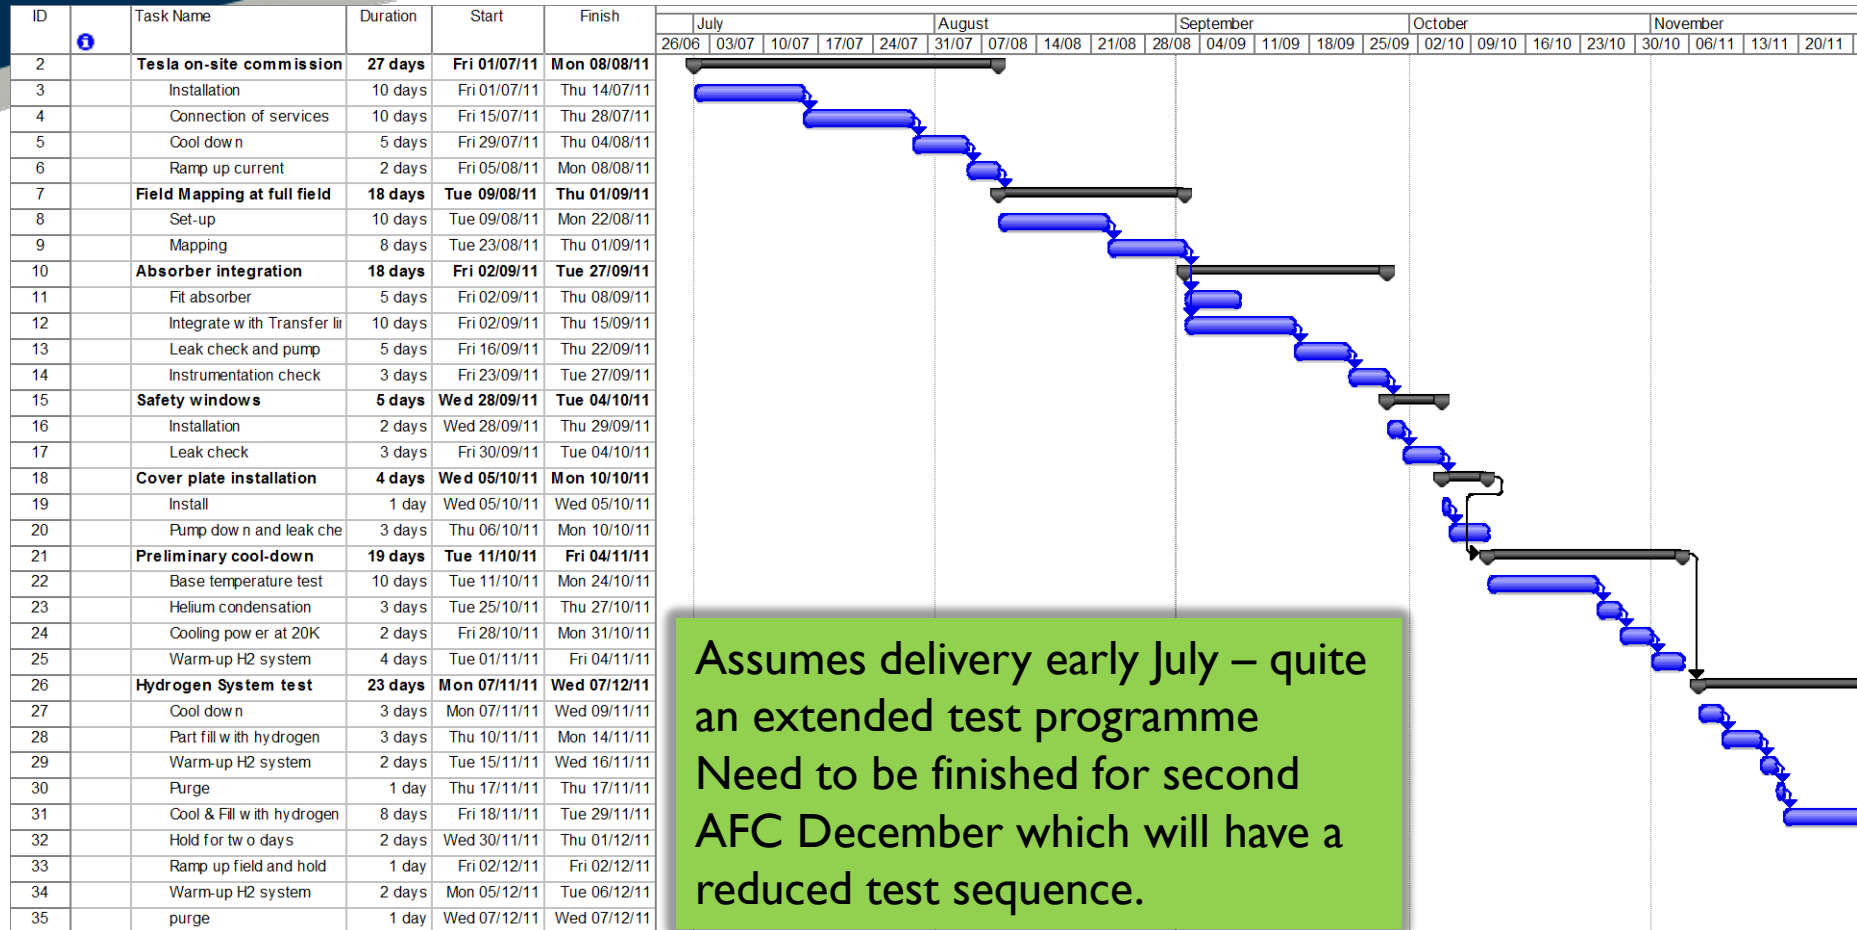 ID Task Name Duration Start Finish
July August September October November
26/06 03/07 10/07 17/07 24/07 31/07 07/08 14/08 21/08 28/08 04/09 11/09 18/09 25/09 02/10 09/10 16/10 23/10 30/10 06/11 13/11 20/11
2 Tesla on-site commission 27 days Fri 01/07/11 Mon 08/08/11
3 Installation 10 days Fri 01/07/11 Thu 14/07/11
4 Connection of services 10 days Fri 15/07/11 Thu 28/07/11
5 Cool down 5 days Fri 29/07/11 Thu 04/08/11
6 Ramp up current 2 days Fri 05/08/11 Mon 08/08/11
7 Field Mapping at full field 18 days Tue 09/08/11 Thu 01/09/11
8 Set-up 10 days Tue 09/08/11 Mon 22/08/11
9 Mapping 8 days Tue 23/08/11 Thu 01/09/11
10 Absorber integration 18 days Fri 02/09/11 Tue 27/09/11
11 Fit absorber 5 days Fri 02/09/11 Thu 08/09/11
12 Integrate with Transfer lin 10 days Fri 02/09/11 Thu 15/09/11
13 Leak check and pump 5 days Fri 16/09/11 Thu 22/09/11
14 Instrumentation check 3 days Fri 23/09/11 Tue 27/09/11
15 Safety windows 5 days Wed 28/09/11 Tue 04/10/11
16 Installation 2 days Wed 28/09/11 Thu 29/09/11
17 Leak check 3 days Fri 30/09/11 Tue 04/10/11
18 Cover plate installation 4 days Wed 05/10/11 Mon 10/10/11
19 Install 1 day Wed 05/10/11 Wed 05/10/11
20 Pump down and leak che 3 days Thu 06/10/11 Mon 10/10/11
21 Preliminary cool-down 19 days Tue 11/10/11 Fri 04/11/11
22 Base temperature test 10 days Tue 11/10/11 Mon 24/10/11
23 Helium condensation 3 days Tue 25/10/11 Thu 27/10/11
24 Cooling power at 20K 2 days Fri 28/10/11 Mon 31/10/11
25 Warm-up H2 system 4 days Tue 01/11/11 Fri 04/11/11
26 Hydrogen System test 23 days Mon 07/11/11 Wed 07/12/11
27 Cool down 3 days Mon 07/11/11 Wed 09/11/11
28 Part fill with hydrogen 3 days Thu 10/11/11 Mon 14/11/11
29 Warm-up H2 system 2 days Tue 15/11/11 Wed 16/11/11
30 Purge 1 day Thu 17/11/11 Thu 17/11/11
31 Cool & Fill with hydrogen 8 days Fri 18/11/11 Tue 29/11/11
32 Hold for two days 2 days Wed 30/11/11 Thu 01/12/11
33 Ramp up field and hold 1 day Fri 02/12/11 Fri 02/12/11
34 Warm-up H2 system 2 days Mon 05/12/11 Tue 06/12/11
35 purge 1 day Wed 07/12/11 Wed 07/12/11
Assumes delivery early July – quite
an extended test programme
Need to be finished for second
AFC December which will have a
reduced test sequence.